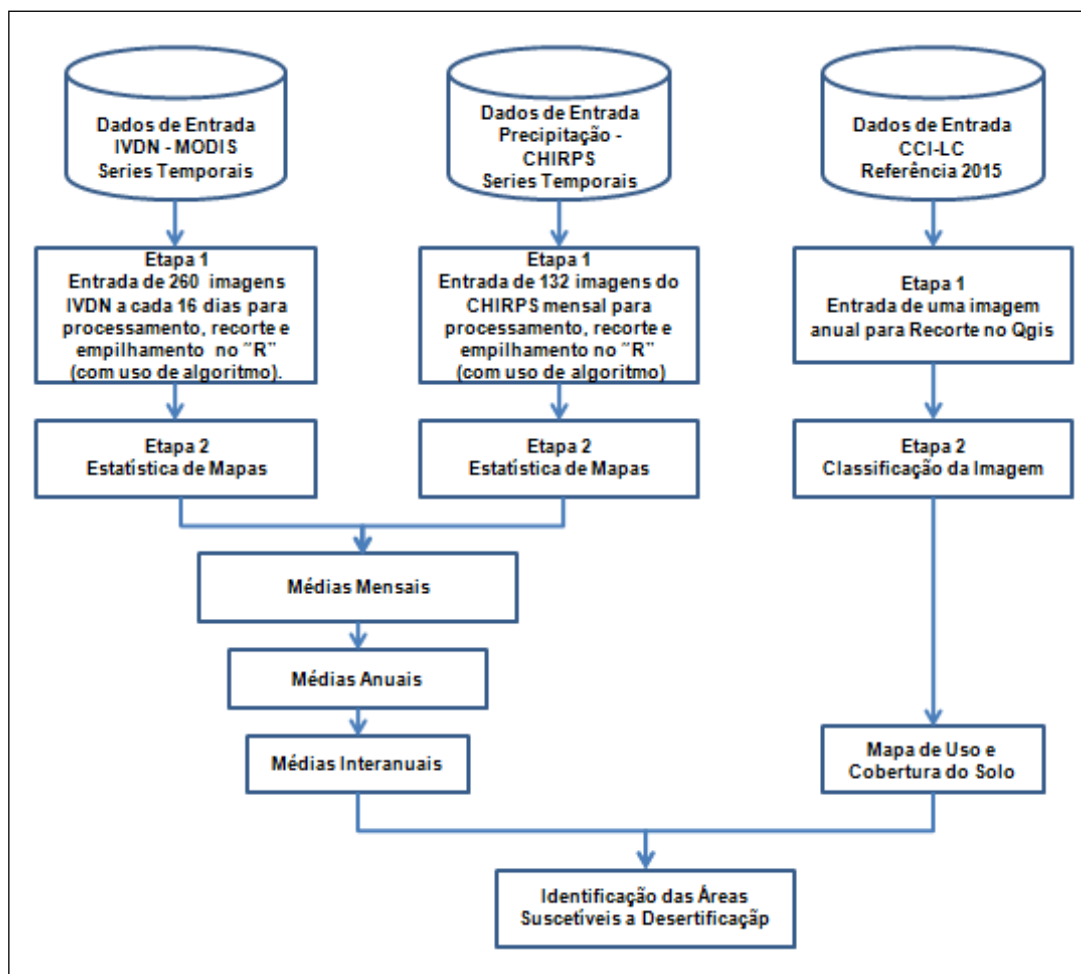 Dados de Entrada
IVDN - MODIS
Series Temporais
Dados de Entrada
Precipitação -
CHIRPS
Series Temporais
Dados de Entrada
CCI-LC
Referência 2015
Etapa 1
Entrada de 260 imagens
IVDN a cada 16 dias para
processamento, recorte e
empilhamento no "R"
(com uso de algoritmo).
Etapa 1
Entrada de 132 imagens do
CHIRPS mensal para
processamento, recorte e
empilhamento no "R"
(com uso de algoritmo)
Etapa 1
Entrada de uma imagem
anual para Recorte no Qgis
Etapa 2
Estatística de Mapas
Etapa 2
Estatística de Mapas
Etapa 2
Classificação da Imagem
Médias Mensais
Médias Anuais
Médias Interanuais
Mapa de Uso e
Cobertura do Solo
Identificação das Áreas
Suscetíveis a Desertificaçãp